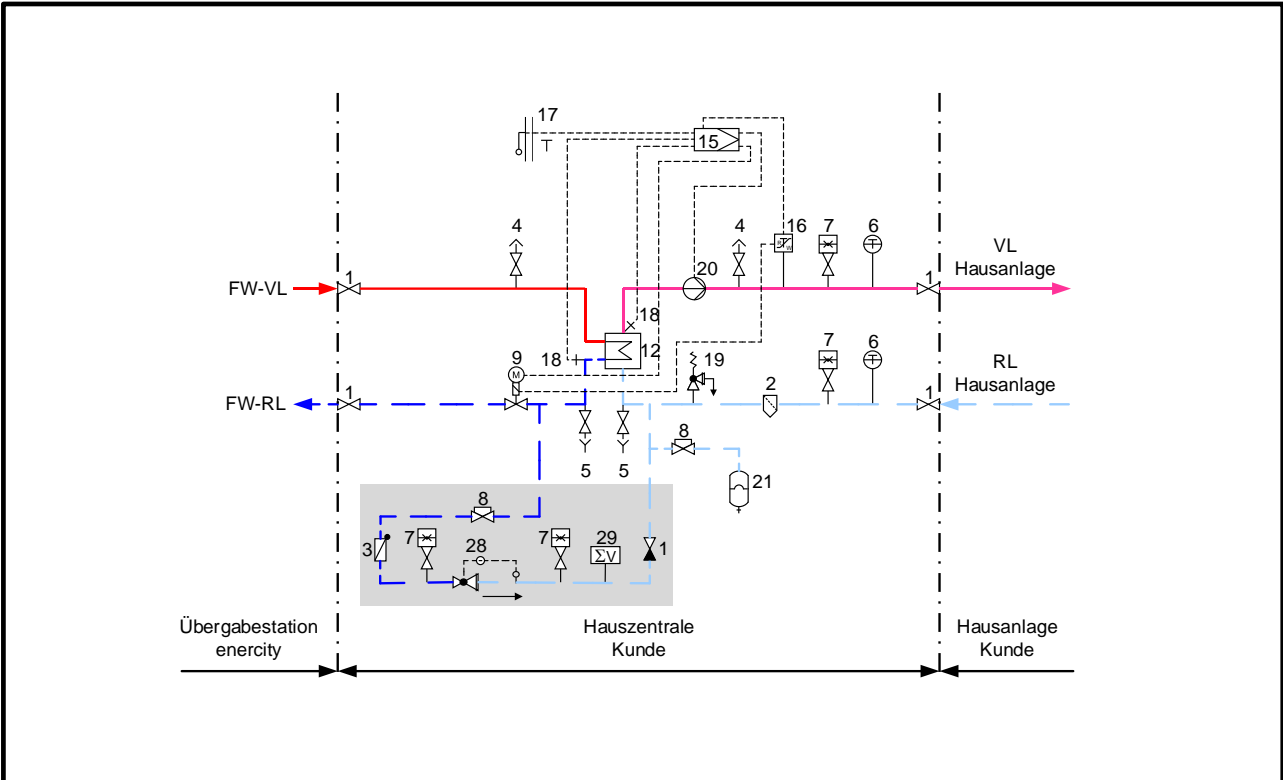 17
T
15
4
4
16
7
6
VL
Hausanlage
FW-VL
1
20
1
18
12
9
M
18
19
7
6
RL
Hausanlage
FW-RL
1
2
1
8
5
5
21
8
3
7
28
7
29
ΣV
1
Übergabestation
enercity
Hauszentrale
Kunde
Hausanlage
Kunde